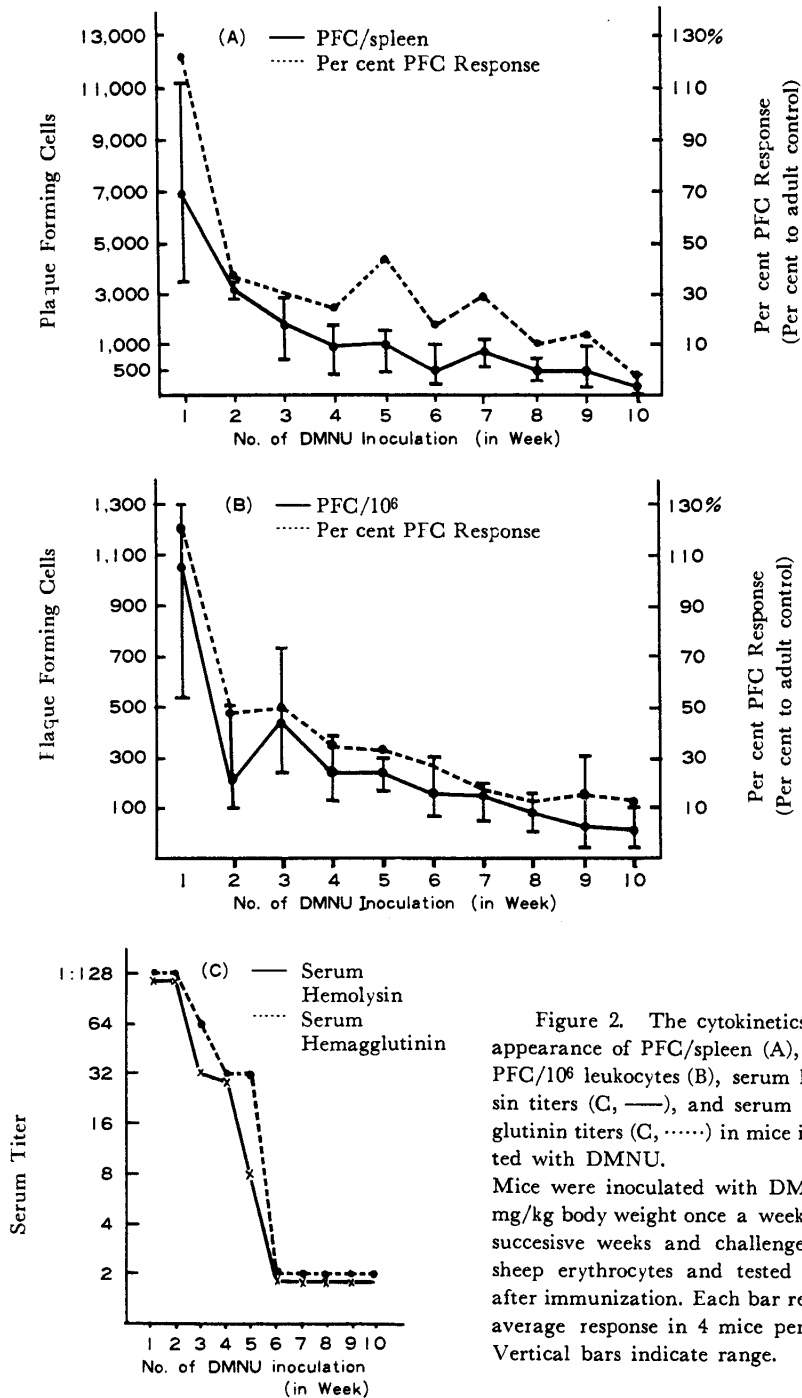 13,000
11,000
9,000
7,000
5,000
3,000
1,000
500
Plaque Forming Cells
(A) PFC/spleen
Per cent PFC Response
130%
110
90
70
50
30
10
Per cent PFC Response
(Per cent to adult control)
1 2 3 4 5 6 7 8 9 10
No. of DMNU Inoculation (in Week)
1,300
1,100
900
700
500
300
100
Plaque Forming Cells
(B) PFC/10⁶
Per cent PFC Response
130%
110
90
70
50
30
10
Per cent PFC Response
(Per cent to adult control)
1 2 3 4 5 6 7 8 9 10
No. of DMNU Inoculation (in Week)
1:128
64
32
16
8
4
2
Serum Titer
(C) — Serum
Hemolysin
...... Serum
Hemagglutinin
1 2 3 4 5 6 7 8 9 10
No. of DMNU inoculation
(in Week)
Figure 2. The cytokinetics
appearance of PFC/spleen (A),
PFC/10⁶ leukocytes (B), serum
sin titers (C, ——), and serum
glutinin titers (C, ······) in mice i
ted with DMNU.
Mice were inoculated with DM
mg/kg body weight once a week
succesisve weeks and challenge
sheep erythrocytes and tested
after immunization. Each bar re
average response in 4 mice per
Vertical bars indicate range.